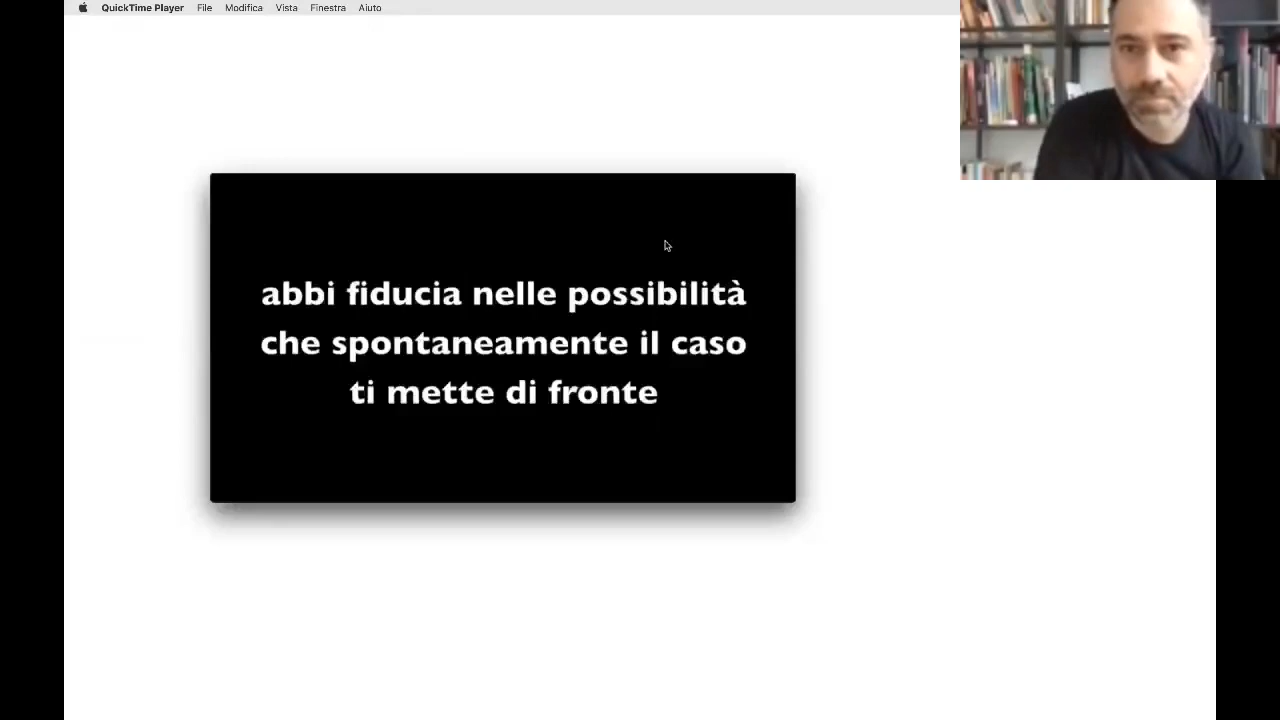 QuickTime Player File Modifica Vista Finestra Aiuto
abbi fiducia nelle possibilità
che spontaneamente il caso
ti mette di fronte